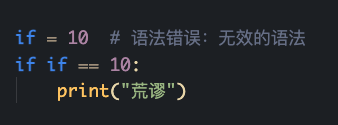 if = 10  # 语法错误：无效的语法
if if == 10:
    print("荒谬")